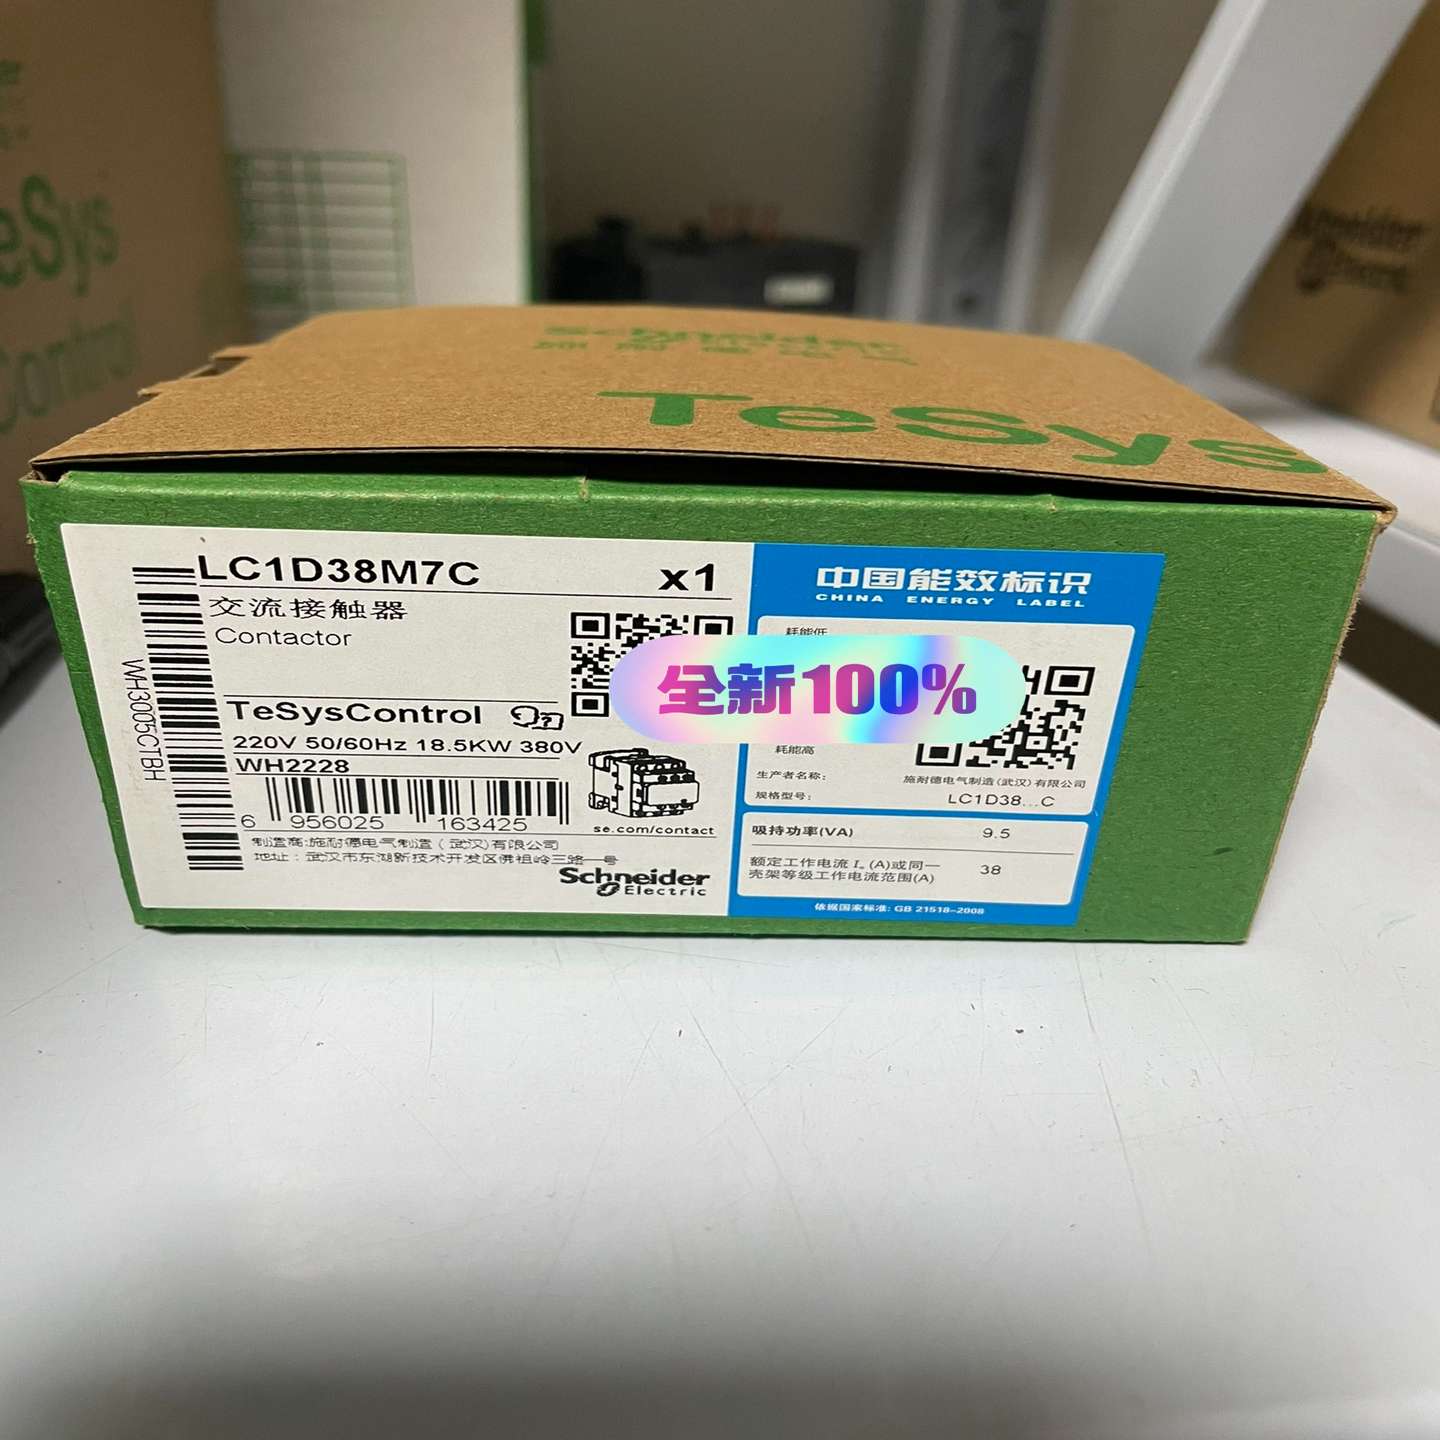 TeSys
LC1D38M7C
x1
交流接触器
Contactor
TeSysControl
220V 50/60Hz 18.5KW 380V
WH2228
WH3005CTBH
6 956025 163425
se.com/contact
制造商:施耐德电气制造（武汉)有限公司
地址：武汉市东湖新技术开发区佛祖岭三路一号
Schneider
Electric
中国能效标识
CHINA ENERGY LABEL
耗能低
全新100%
耗能高
生产者名称:
施耐德电气制造(武汉)有限公司
规格型号:
LC1D38...C
吸持功率(VA)
9.5
额定工作电流 Iₑ (A)或同一
壳架等级工作电流范围(A)
38
依据国家标准: GB 21518-2008
eSys
Control
Schneider
Electric